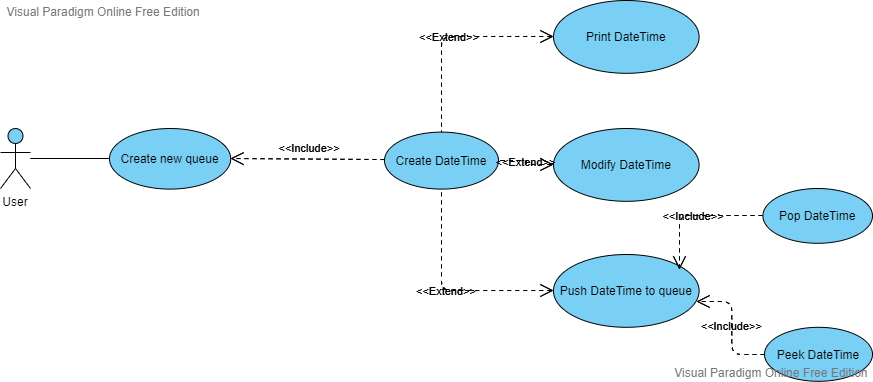 Visual Paradigm Online Free Edition
<<Extend>>
Print DateTime
User
Create new queue
<<Include>>
Create DateTime
<<Extend>>
Modify DateTime
<<Include>>
Pop DateTime
<<Extend>>
Push DateTime to queue
<<Include>>
Peek DateTime
Visual Paradigm Online Free Edition